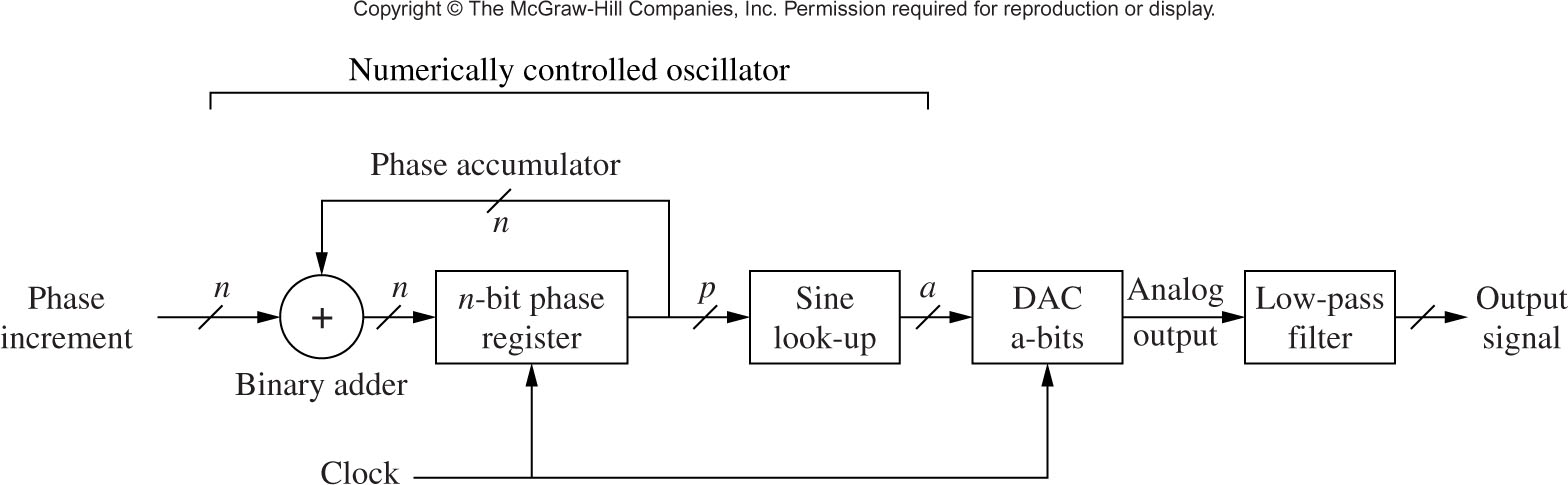 Copyright © The McGraw-Hill Companies, Inc. Permission required for reproduction or display.
Numerically controlled oscillator
Phase accumulator
n
Phase
increment
n
+
Binary adder
n
n-bit phase
register
p
Sine
look-up
a
DAC
a-bits
Analog
output
Low-pass
filter
Output
signal
Clock